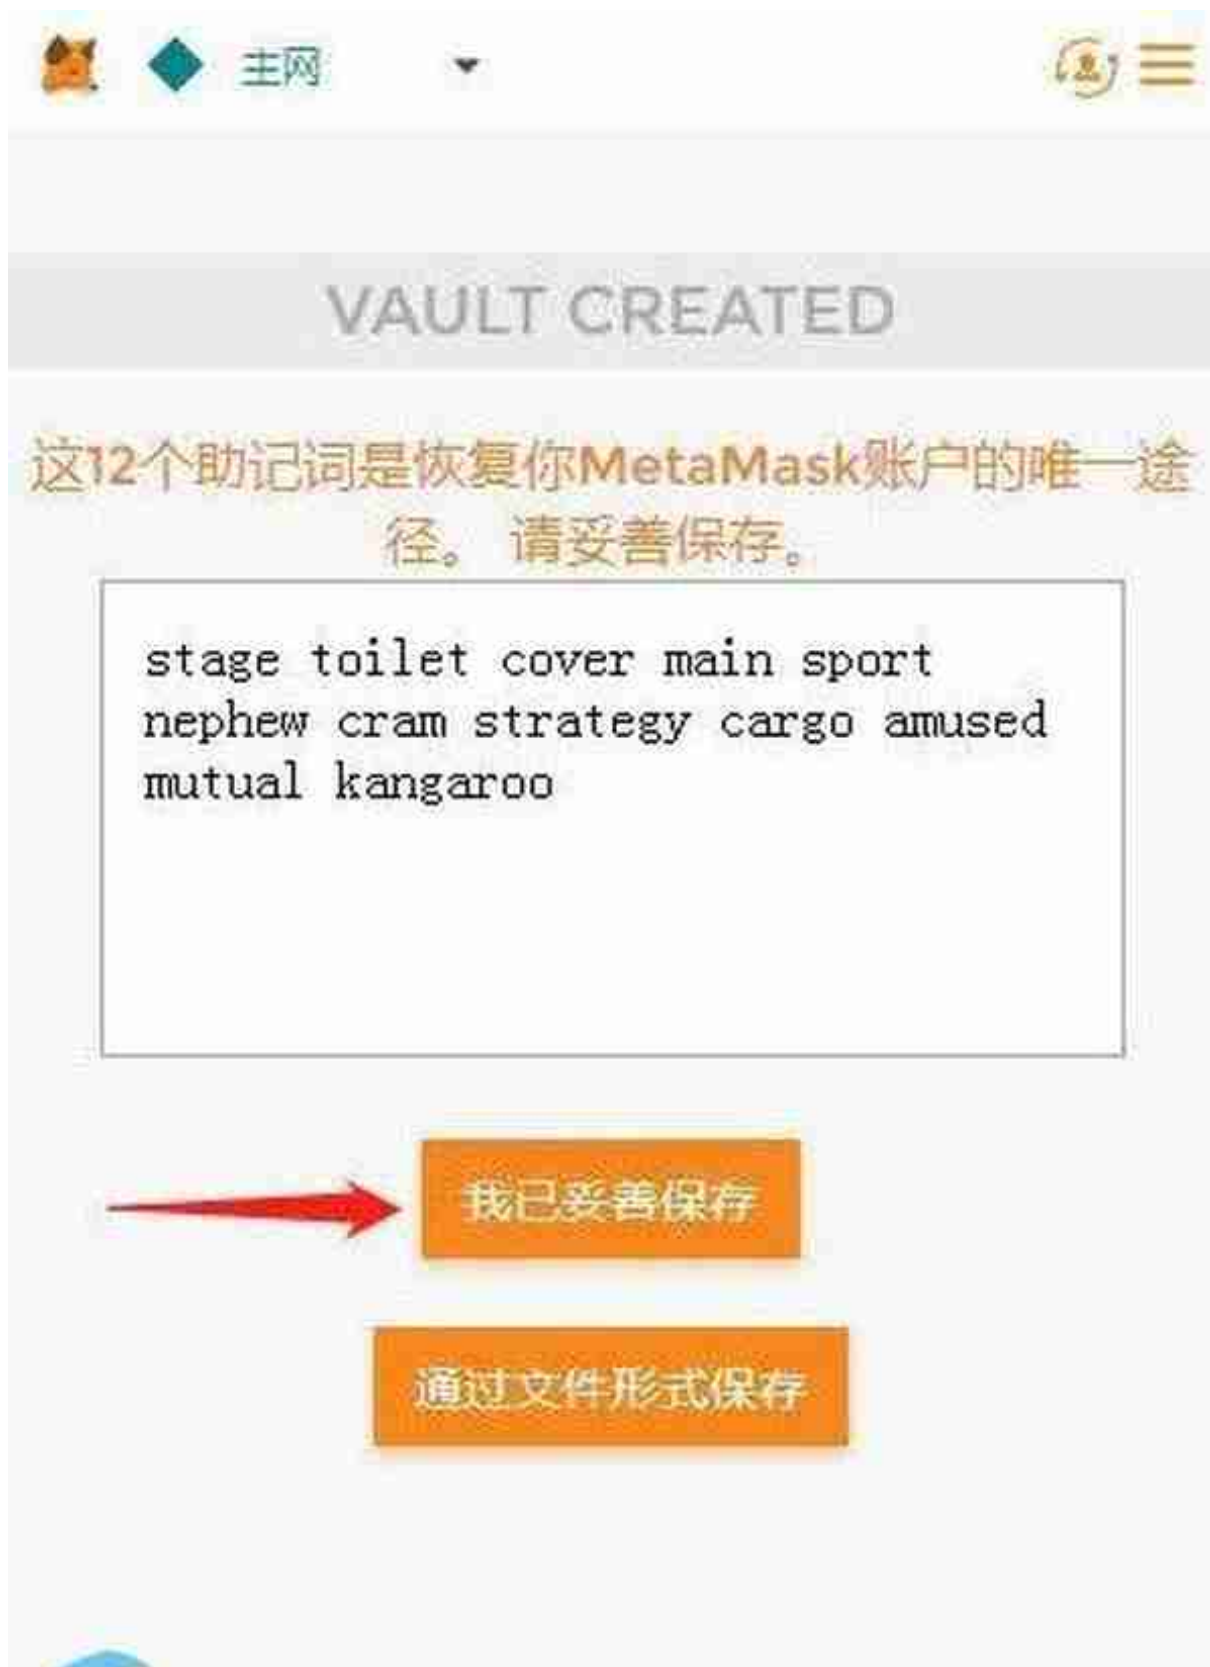 主网
VAULT CREATED
这12个助记词是恢复你MetaMask账户的唯一途
径。 请妥善保存。
stage toilet cover main sport
nephew cram strategy cargo amused
mutual kangaroo
我已妥善保存
通过文件形式保存